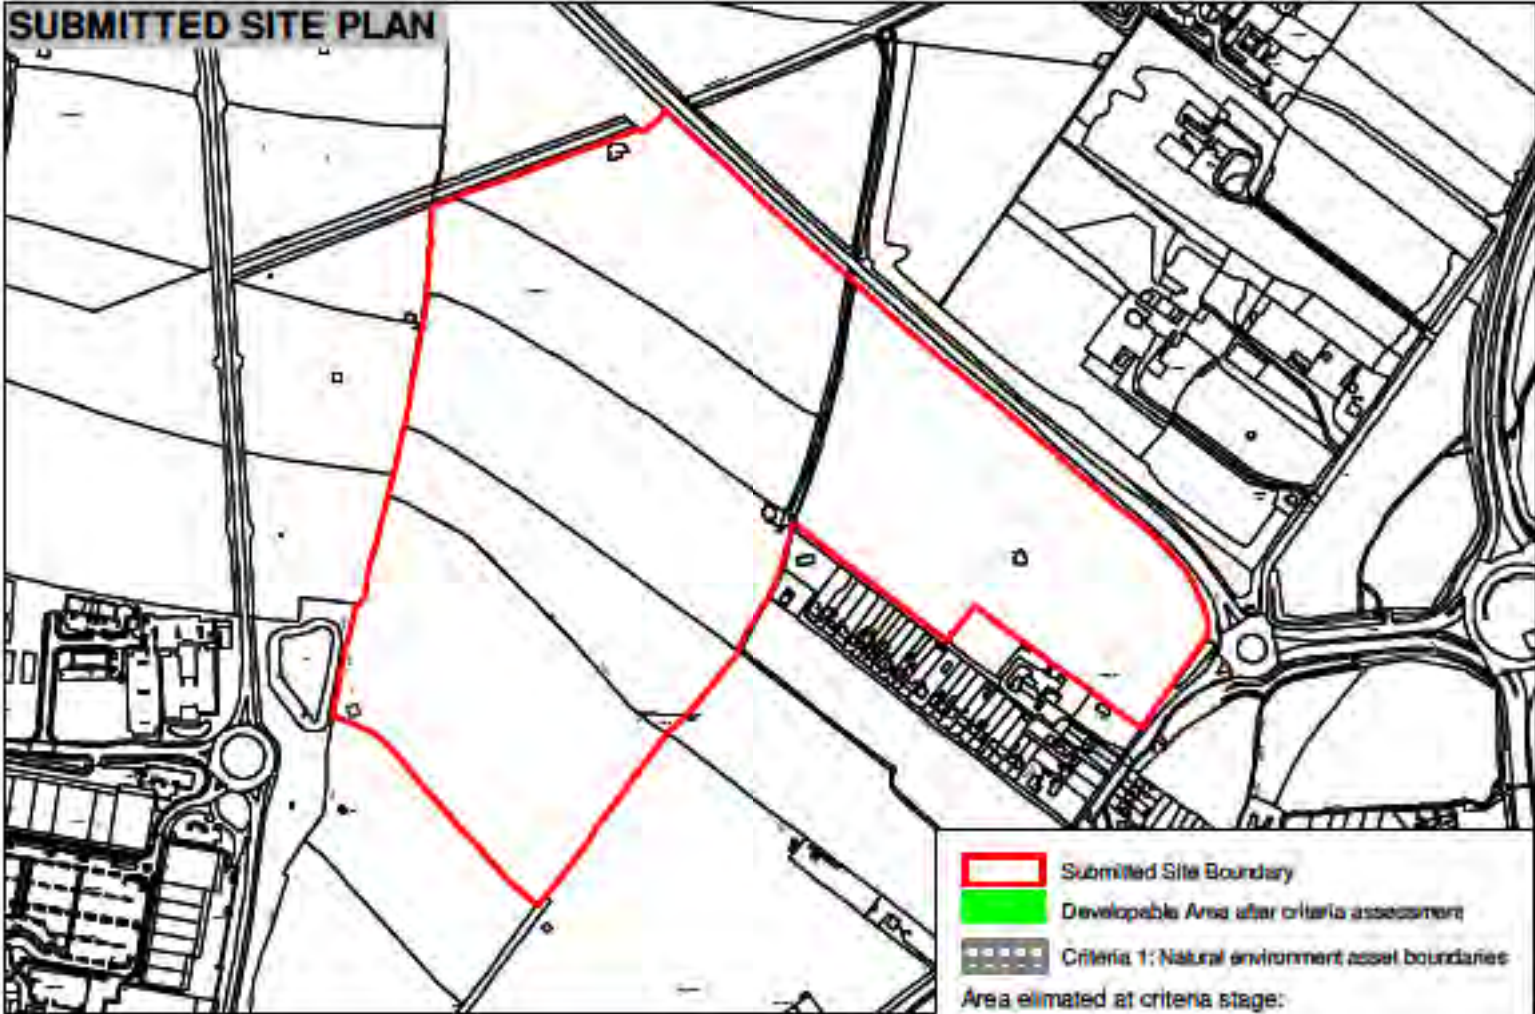 SUBMITTED SITE PLAN
Submitted Site Boundary
Developable Area after criteria assessment
Criteria 1: Natural environment asset boundaries
Area elimated at criteria stage: